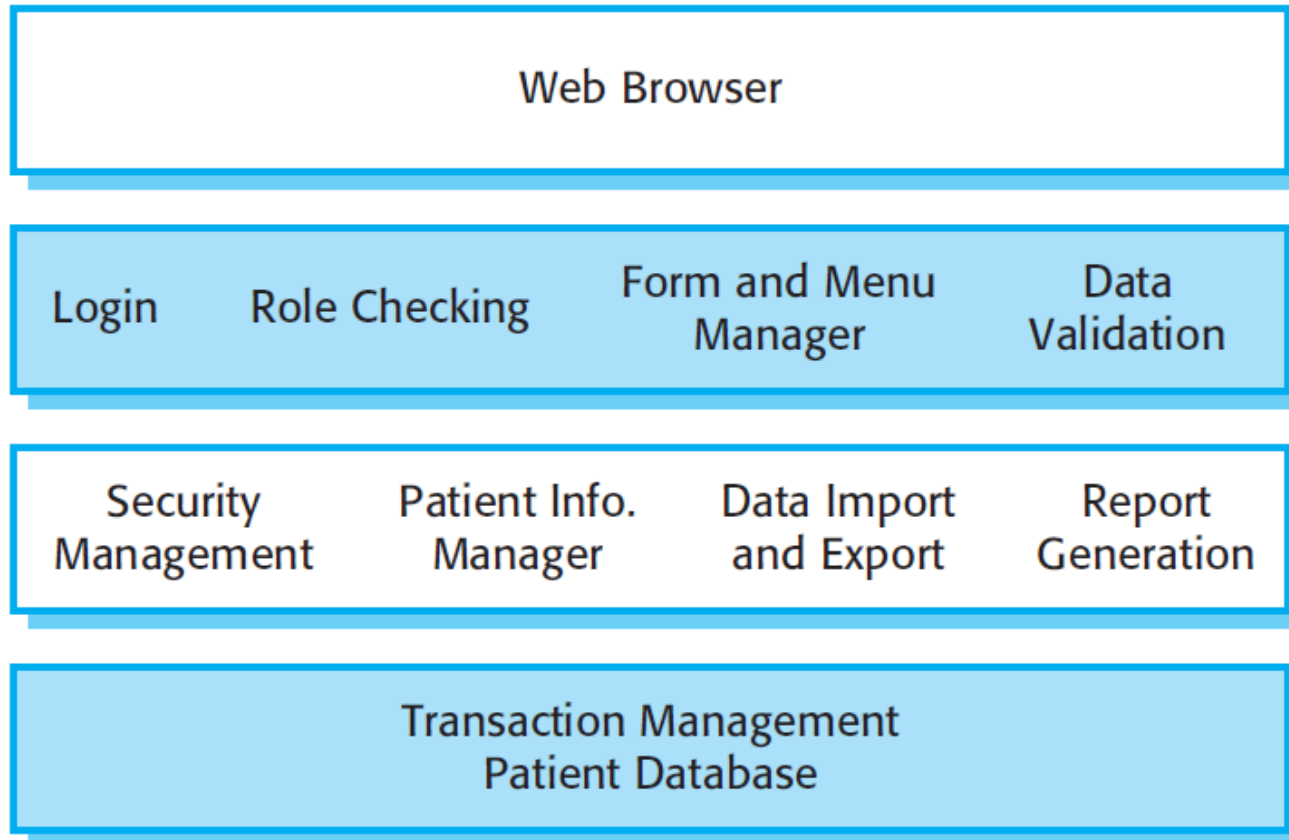 Web Browser
Login
Role Checking
Form and Menu
Manager
Data
Validation
Security
Management
Patient Info.
Manager
Data Import
and Export
Report
Generation
Transaction Management
Patient Database